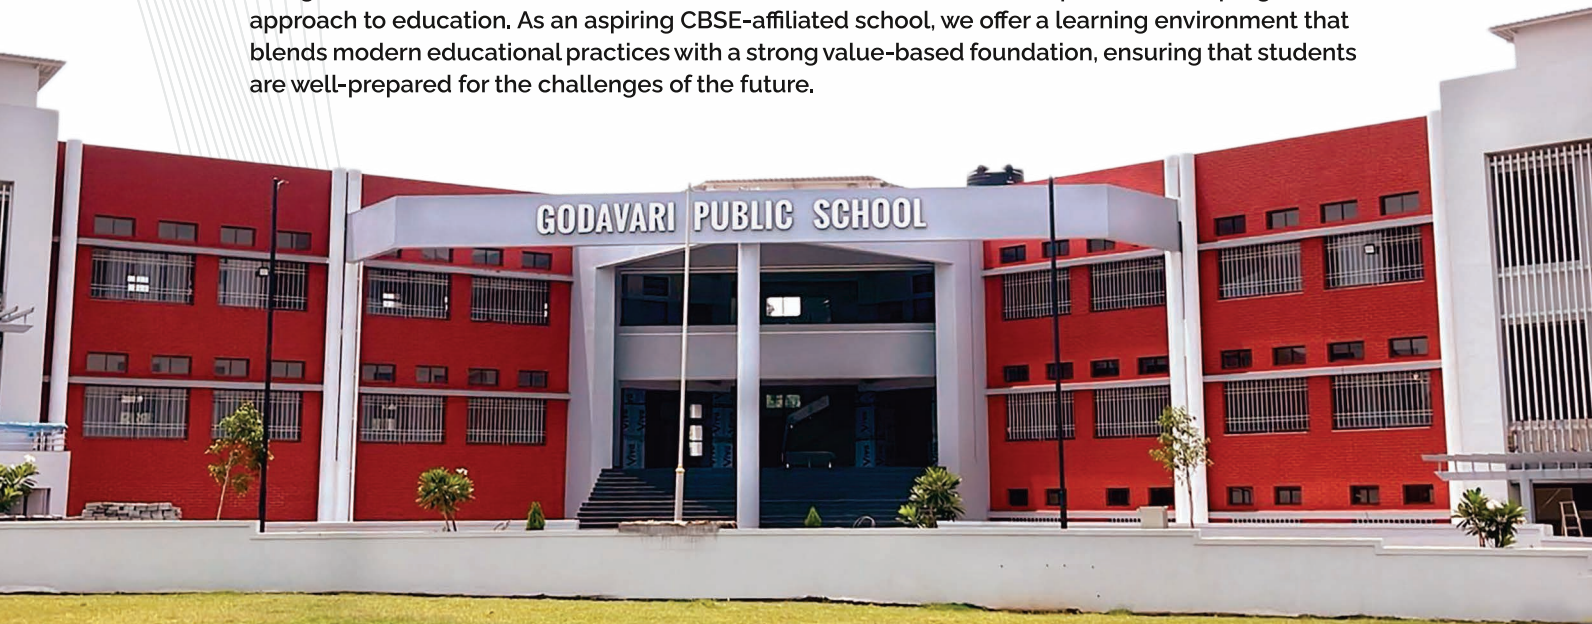 approach to education. As an aspiring CBSE-affiliated school, we offer a learning environment that
blends modern educational practices with a strong value-based foundation, ensuring that students
are well-prepared for the challenges of the future.
GODAVARI PUBLIC SCHOOL